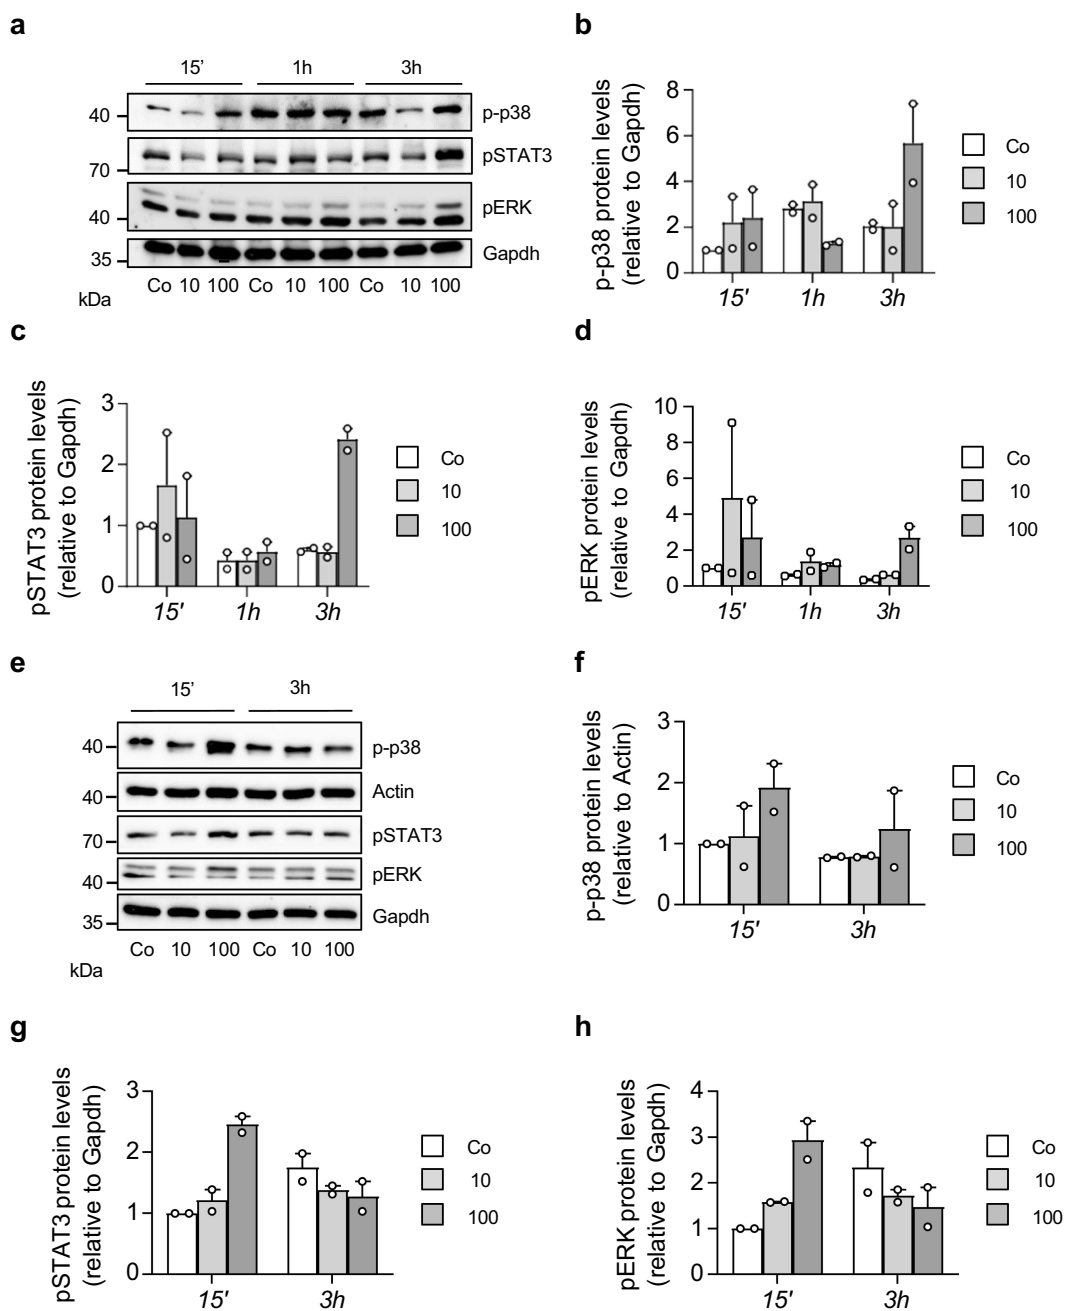 a
15’ 1h 3h
40 p-p38
70 pSTAT3
40 pERK
35 Gapdh
Co 10 100 Co 10 100 Co 10 100
kDa
b
p-p38 protein levels
(relative to Gapdh)
8
6
4
2
0
15' 1h 3h
Co
10
100
c
pSTAT3 protein levels
(relative to Gapdh)
3
2
1
0
15' 1h 3h
Co
10
100
d
pERK protein levels
(relative to Gapdh)
10
8
6
4
2
0
15' 1h 3h
Co
10
100
e
15’ 3h
40 p-p38
40 Actin
70 pSTAT3
40 pERK
35 Gapdh
Co 10 100 Co 10 100
kDa
f
p-p38 protein levels
(relative to Actin)
3
2
1
0
15' 3h
Co
10
100
g
pSTAT3 protein levels
(relative to Gapdh)
3
2
1
0
15' 3h
Co
10
100
h
pERK protein levels
(relative to Gapdh)
4
3
2
1
0
15' 3h
Co
10
100